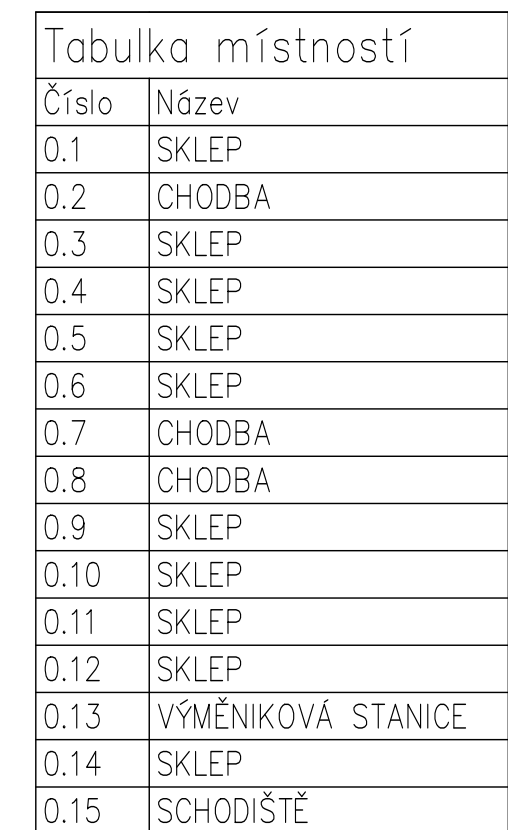 Tabulka místností
Číslo Název
0.1 SKLEP
0.2 CHODBA
0.3 SKLEP
0.4 SKLEP
0.5 SKLEP
0.6 SKLEP
0.7 CHODBA
0.8 CHODBA
0.9 SKLEP
0.10 SKLEP
0.11 SKLEP
0.12 SKLEP
0.13 VÝMĚNIKOVÁ STANICE
0.14 SKLEP
0.15 SCHODIŠTĚ